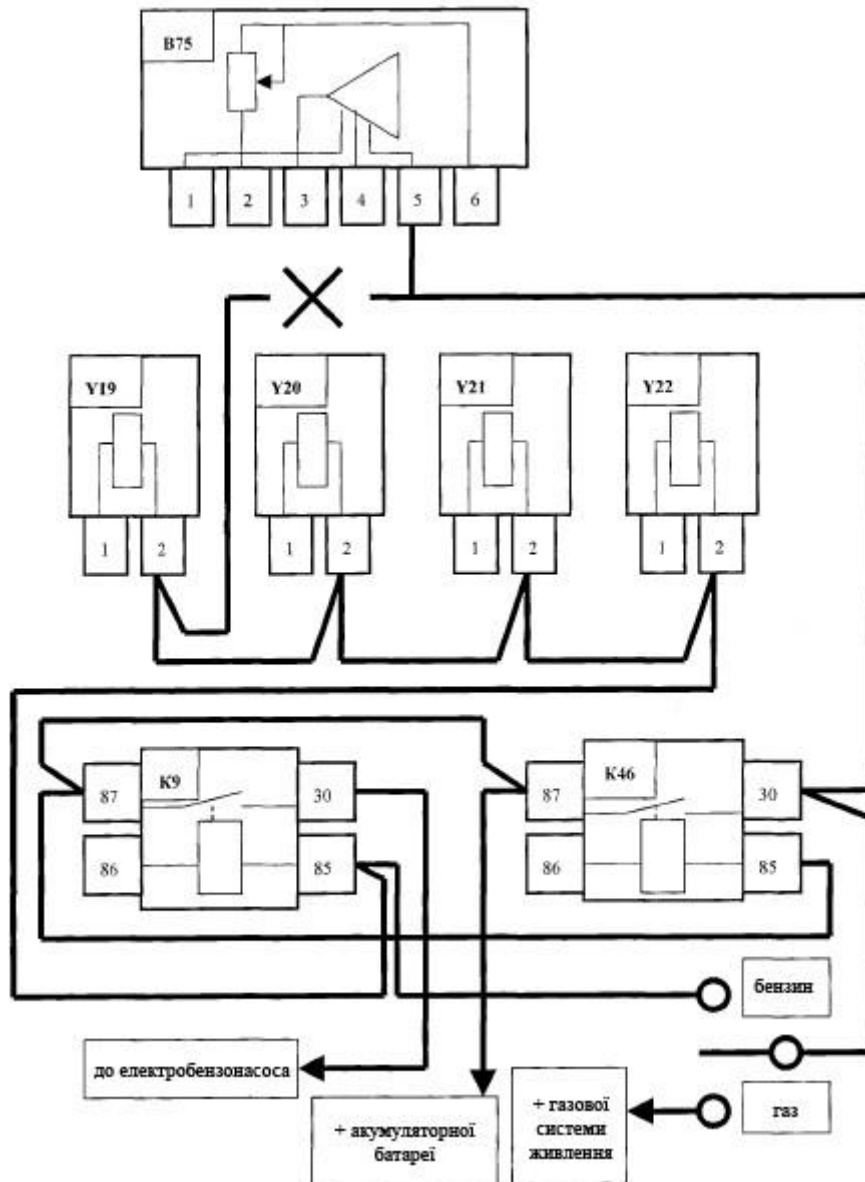 B75
1 2 3 4 5 6
Y19 Y20 Y21 Y22
1 2 1 2 1 2 1 2
87 K9 30 87 K46 30
86 85 86 85
бензин
до електробензонасоса
+ акумуляторної
батареї
+ газової
системи
живлення
газ